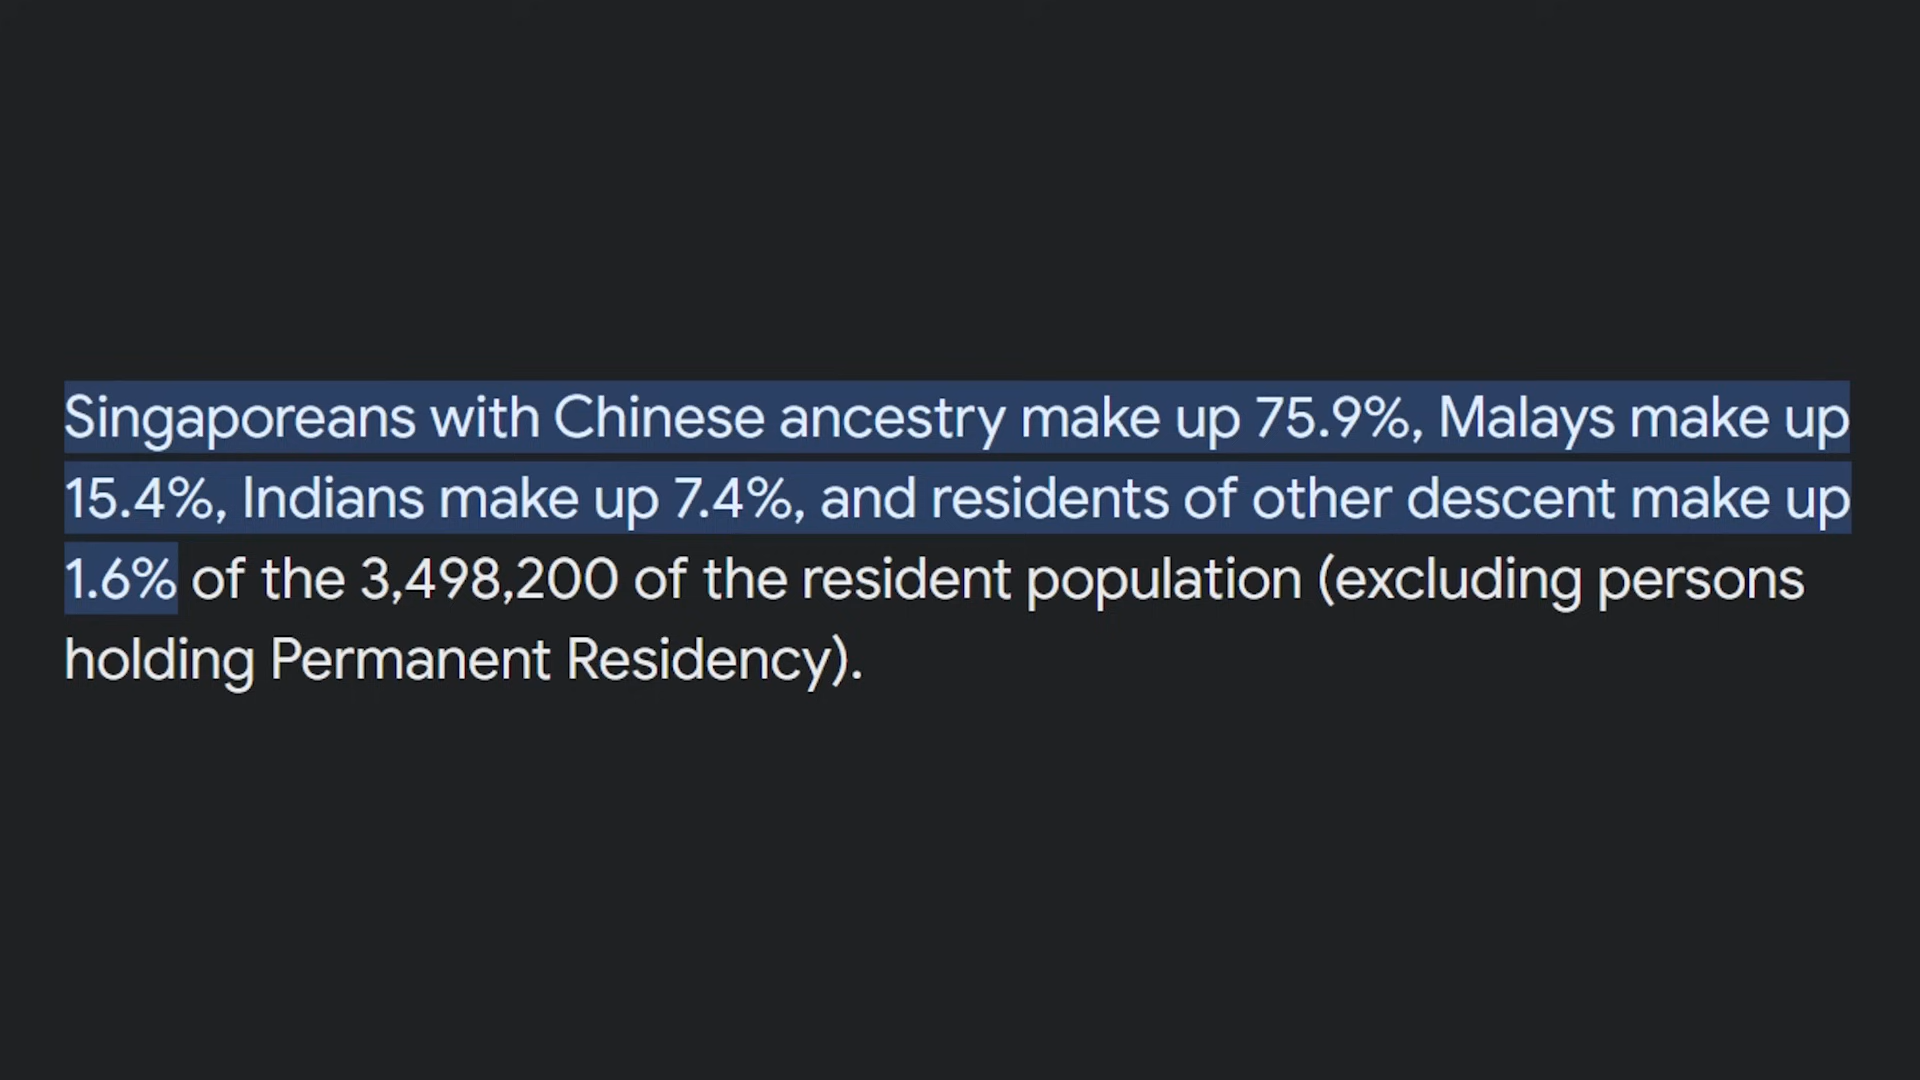 Singaporeans with Chinese ancestry make up 75.9%, Malays make up
15.4%, Indians make up 7.4%, and residents of other descent make up
1.6% of the 3,498,200 of the resident population (excluding persons
holding Permanent Residency).